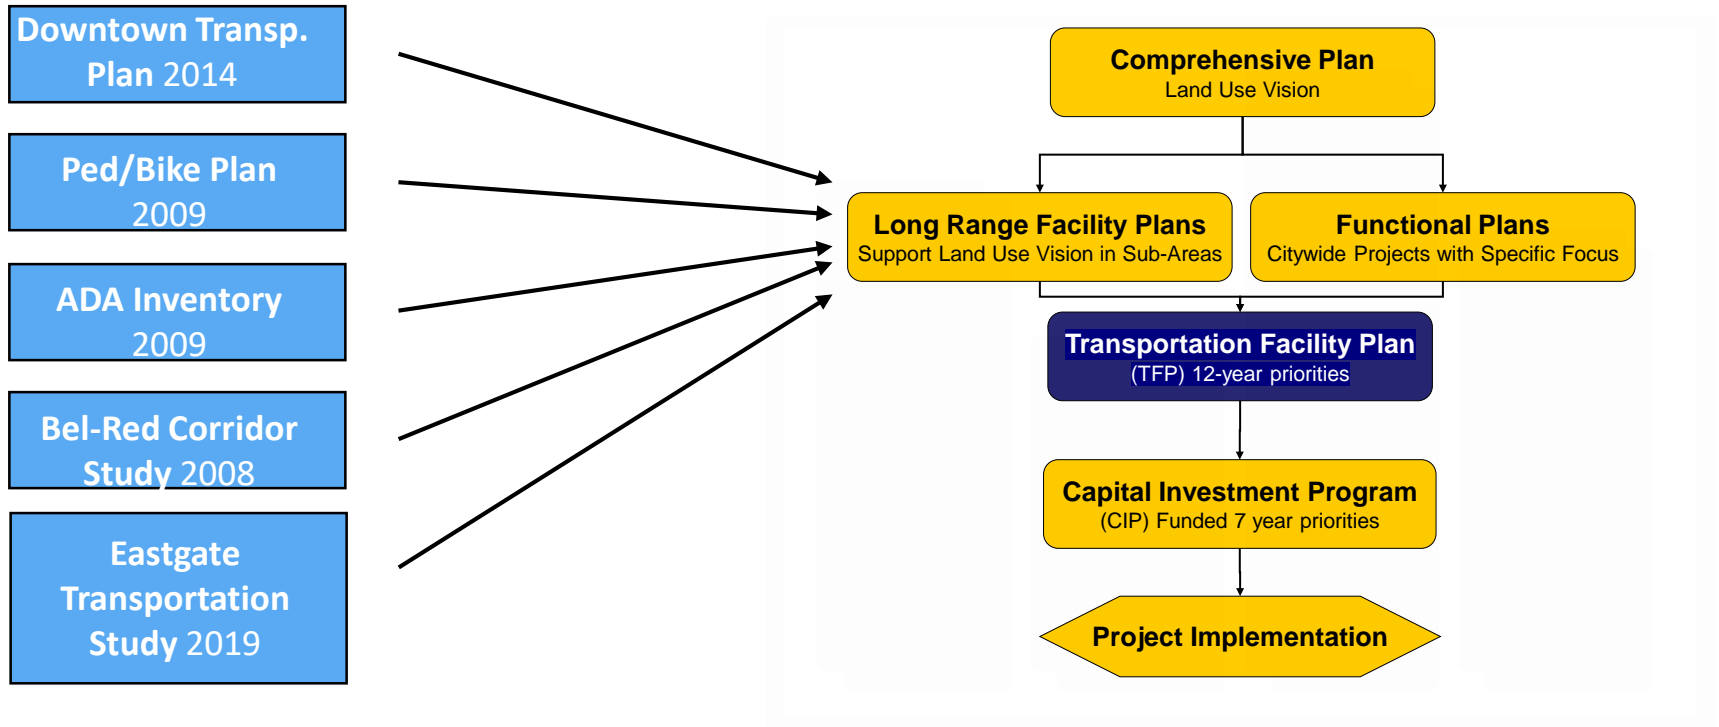 Downtown Transp.
Plan 2014
Ped/Bike Plan
2009
ADA Inventory
2009
Bel-Red Corridor
Study 2008
Eastgate
Transportation
Study 2019
Comprehensive Plan
Land Use Vision
Long Range Facility Plans
Support Land Use Vision in Sub-Areas
Functional Plans
Citywide Projects with Specific Focus
Transportation Facility Plan
(TFP) 12-year priorities
Capital Investment Program
(CIP) Funded 7 year priorities
Project Implementation